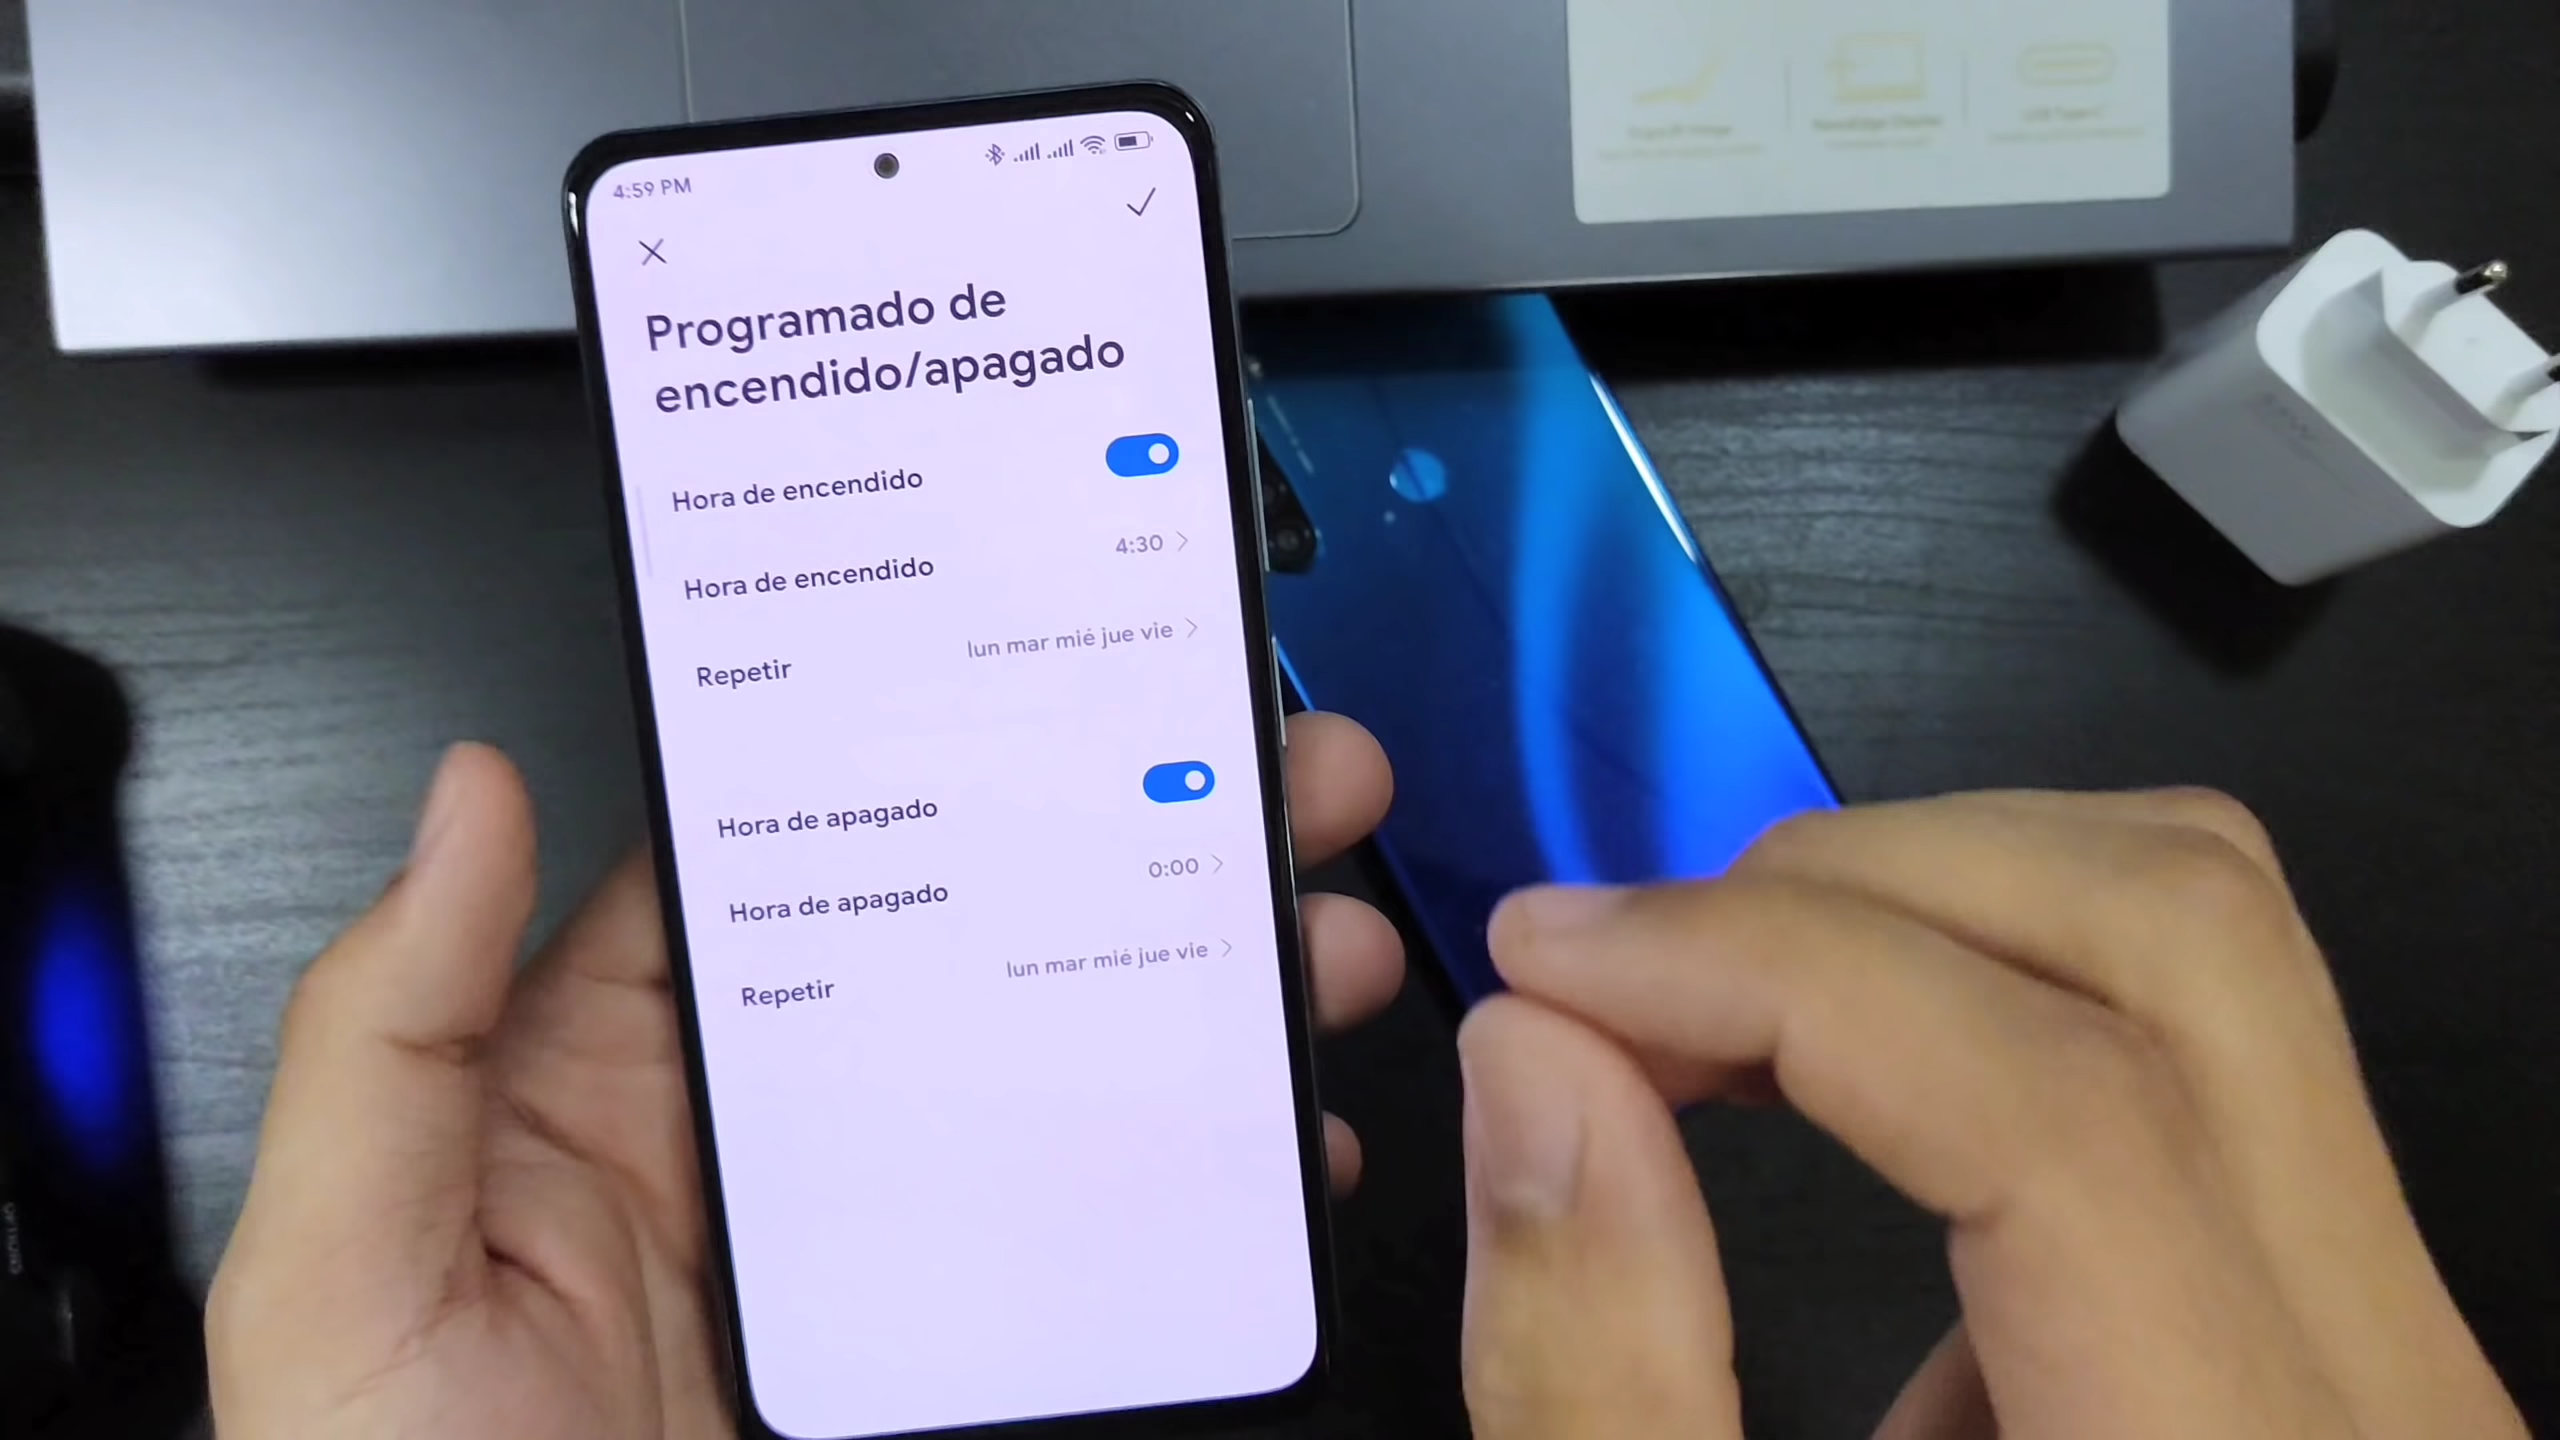 4:59 PM
Programado de
encendido/apagado
Hora de encendido
Hora de encendido 4:30
Repetir lun mar mié jue vie
Hora de apagado
Hora de apagado 0:00
Repetir lun mar mié jue vie
OPTIONS